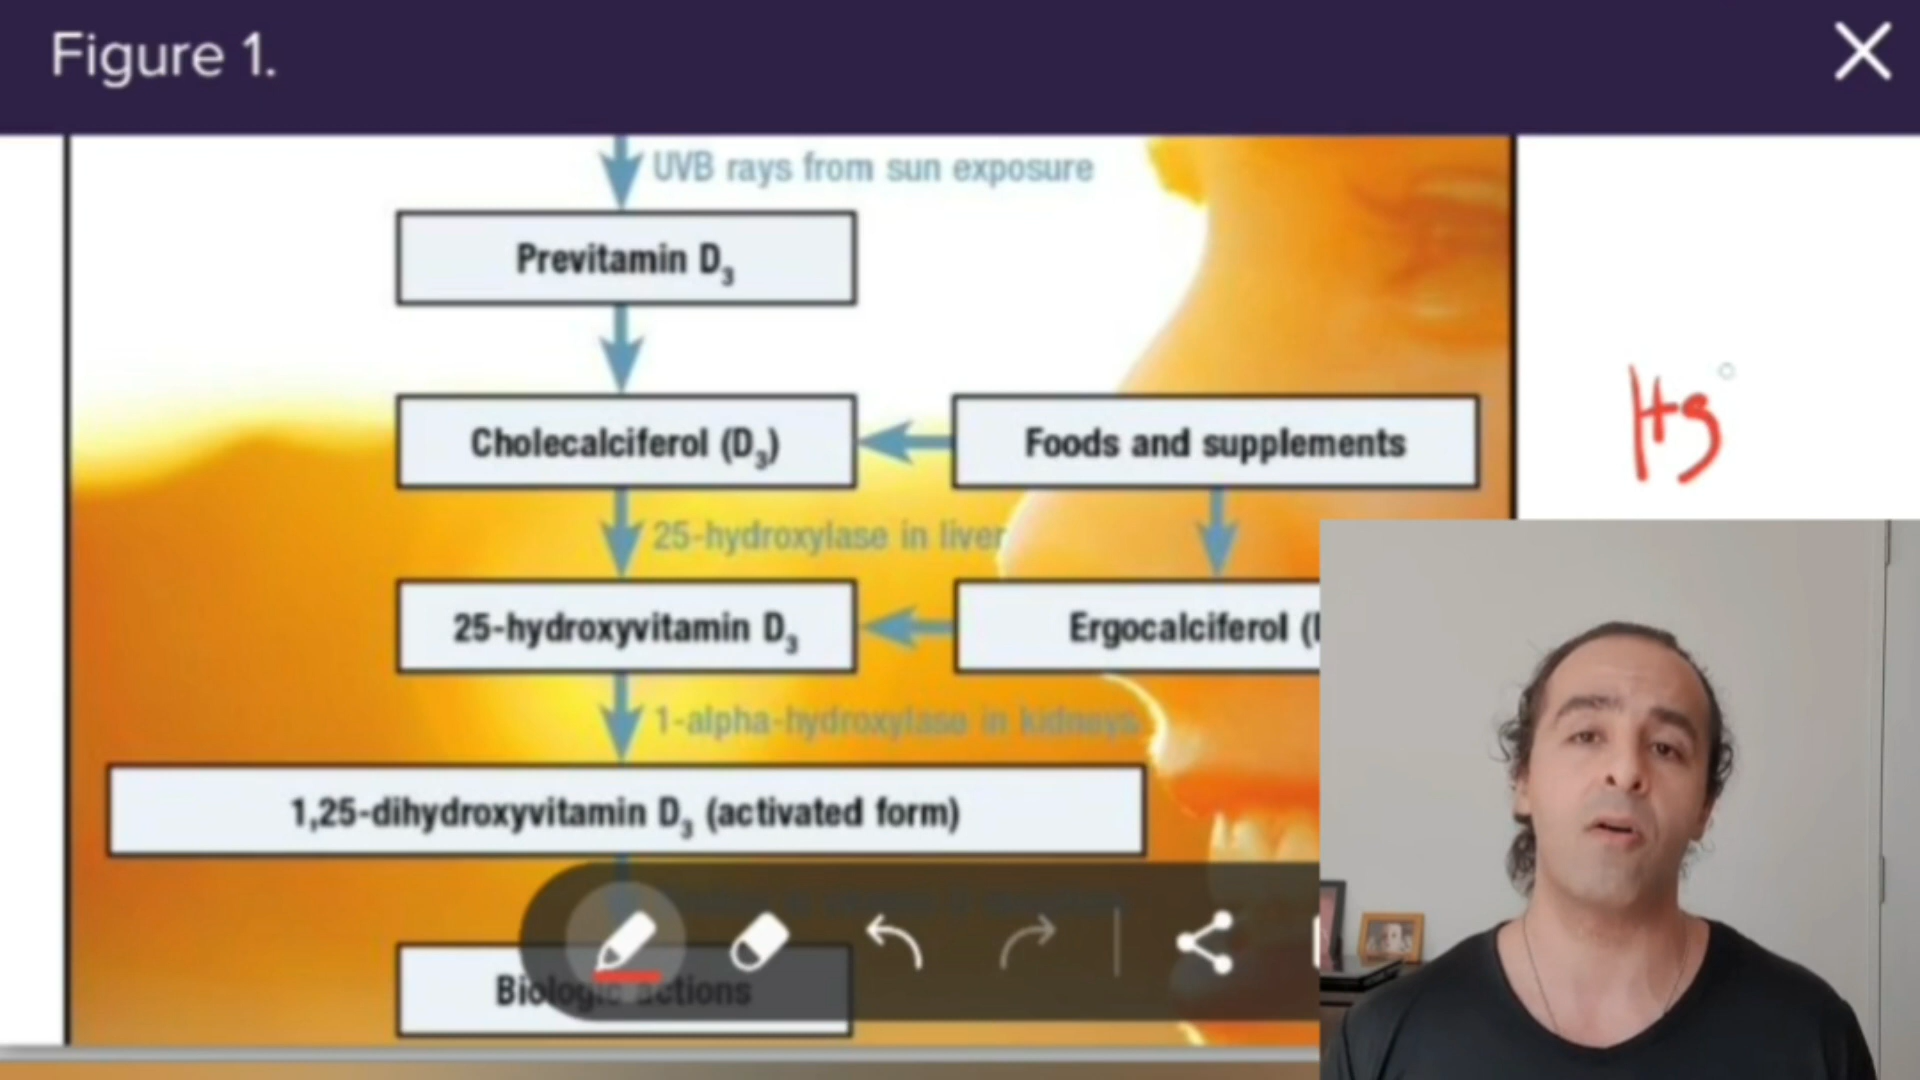 Figure 1.
UVB rays from sun exposure
Previtamin D₃
Cholecalciferol (D₃)
Foods and supplements
Hg
25-hydroxylase in liver
25-hydroxyvitamin D₃
Ergocalciferol (
1-alpha-hydroxylase in kidneys
1,25-dihydroxyvitamin D₃ (activated form)
Biologic actions